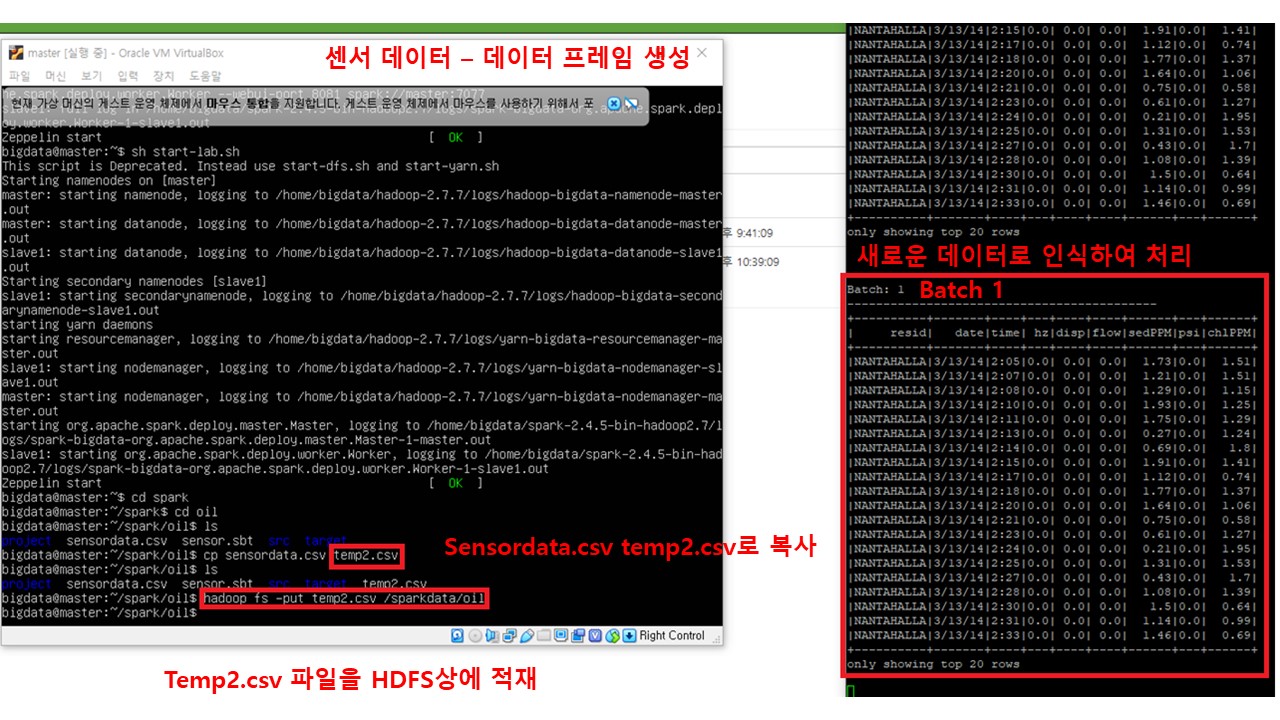 master [실행 중] - Oracle VM VirtualBox
센서 데이터 – 데이터 프레임 생성
파일 머신 보기 입력 장치 도움말
현재 가상 머신의 게스트 운영 체제에서 마우스 통합을 지원합니다. 게스트 운영 체제에서 마우스를 사용하기 위해서 포
oy.worker.Worker-1-slave1.out
Zeppelin start [ OK ]
bigdata@master:~$ sh start-lab.sh
This script is Deprecated. Instead use start-dfs.sh and start-yarn.sh
Starting namenodes on [master]
master: starting namenode, logging to /home/bigdata/hadoop-2.7.7/logs/hadoop-bigdata-namenode-master
.out
master: starting datanode, logging to /home/bigdata/hadoop-2.7.7/logs/hadoop-bigdata-datanode-master
.out
slave1: starting datanode, logging to /home/bigdata/hadoop-2.7.7/logs/hadoop-bigdata-datanode-slave1
.out
Starting secondary namenodes [slave1]
slave1: starting secondarynamenode, logging to /home/bigdata/hadoop-2.7.7/logs/hadoop-bigdata-second
arynamenode-slave1.out
starting yarn daemons
starting resourcemanager, logging to /home/bigdata/hadoop-2.7.7/logs/yarn-bigdata-resourcemanager-ma
ster.out
slave1: starting nodemanager, logging to /home/bigdata/hadoop-2.7.7/logs/yarn-bigdata-nodemanager-sl
ave1.out
master: starting nodemanager, logging to /home/bigdata/hadoop-2.7.7/logs/yarn-bigdata-nodemanager-ma
ster.out
starting org.apache.spark.deploy.master.Master, logging to /home/bigdata/spark-2.4.5-bin-hadoop2.7/l
ogs/spark-bigdata-org.apache.spark.deploy.master.Master-1-master.out
slave1: starting org.apache.spark.deploy.worker.Worker, logging to /home/bigdata/spark-2.4.5-bin-had
oop2.7/logs/spark-bigdata-org.apache.spark.deploy.worker.Worker-1-slave1.out
Zeppelin start [ OK ]
bigdata@master:~$ cd spark
bigdata@master:~/spark$ cd oil
bigdata@master:~/spark/oil$ ls
project sensordata.csv sensor.sbt src target
bigdata@master:~/spark/oil$ cp sensordata.csv temp2.csv
bigdata@master:~/spark/oil$ ls
project sensordata.csv sensor.sbt src target temp2.csv
bigdata@master:~/spark/oil$ hadoop fs -put temp2.csv /sparkdata/oil
bigdata@master:~/spark/oil$
Right Control
Sensordata.csv temp2.csv로 복사
Temp2.csv 파일을 HDFS상에 적재
후 9:41:09
후 10:39:09
|NANTAHALLA|3/13/14|2:15|0.0| 0.0| 0.0| 1.91|0.0| 1.41|
|NANTAHALLA|3/13/14|2:17|0.0| 0.0| 0.0| 1.12|0.0| 0.74|
|NANTAHALLA|3/13/14|2:18|0.0| 0.0| 0.0| 1.77|0.0| 1.37|
|NANTAHALLA|3/13/14|2:20|0.0| 0.0| 0.0| 1.64|0.0| 1.06|
|NANTAHALLA|3/13/14|2:21|0.0| 0.0| 0.0| 0.75|0.0| 0.58|
|NANTAHALLA|3/13/14|2:23|0.0| 0.0| 0.0| 0.61|0.0| 1.27|
|NANTAHALLA|3/13/14|2:24|0.0| 0.0| 0.0| 0.21|0.0| 1.95|
|NANTAHALLA|3/13/14|2:25|0.0| 0.0| 0.0| 1.31|0.0| 1.53|
|NANTAHALLA|3/13/14|2:27|0.0| 0.0| 0.0| 0.43|0.0| 1.7|
|NANTAHALLA|3/13/14|2:28|0.0| 0.0| 0.0| 1.08|0.0| 1.39|
|NANTAHALLA|3/13/14|2:30|0.0| 0.0| 0.0| 1.5|0.0| 0.64|
|NANTAHALLA|3/13/14|2:31|0.0| 0.0| 0.0| 1.14|0.0| 0.99|
|NANTAHALLA|3/13/14|2:33|0.0| 0.0| 0.0| 1.46|0.0| 0.69|
only showing top 20 rows
새로운 데이터로 인식하여 처리
Batch: 1 Batch 1
| resid| date|time| hz|disp|flow|sedPPM|psi|chlPPM|
|NANTAHALLA|3/13/14|2:05|0.0| 0.0| 0.0| 1.73|0.0| 1.51|
|NANTAHALLA|3/13/14|2:07|0.0| 0.0| 0.0| 1.21|0.0| 1.51|
|NANTAHALLA|3/13/14|2:08|0.0| 0.0| 0.0| 1.29|0.0| 1.15|
|NANTAHALLA|3/13/14|2:10|0.0| 0.0| 0.0| 1.93|0.0| 1.25|
|NANTAHALLA|3/13/14|2:11|0.0| 0.0| 0.0| 1.75|0.0| 1.29|
|NANTAHALLA|3/13/14|2:13|0.0| 0.0| 0.0| 0.27|0.0| 1.24|
|NANTAHALLA|3/13/14|2:14|0.0| 0.0| 0.0| 0.69|0.0| 1.8|
|NANTAHALLA|3/13/14|2:15|0.0| 0.0| 0.0| 1.91|0.0| 1.41|
|NANTAHALLA|3/13/14|2:17|0.0| 0.0| 0.0| 1.12|0.0| 0.74|
|NANTAHALLA|3/13/14|2:18|0.0| 0.0| 0.0| 1.77|0.0| 1.37|
|NANTAHALLA|3/13/14|2:20|0.0| 0.0| 0.0| 1.64|0.0| 1.06|
|NANTAHALLA|3/13/14|2:21|0.0| 0.0| 0.0| 0.75|0.0| 0.58|
|NANTAHALLA|3/13/14|2:23|0.0| 0.0| 0.0| 0.61|0.0| 1.27|
|NANTAHALLA|3/13/14|2:24|0.0| 0.0| 0.0| 0.21|0.0| 1.95|
|NANTAHALLA|3/13/14|2:25|0.0| 0.0| 0.0| 1.31|0.0| 1.53|
|NANTAHALLA|3/13/14|2:27|0.0| 0.0| 0.0| 0.43|0.0| 1.7|
|NANTAHALLA|3/13/14|2:28|0.0| 0.0| 0.0| 1.08|0.0| 1.39|
|NANTAHALLA|3/13/14|2:30|0.0| 0.0| 0.0| 1.5|0.0| 0.64|
|NANTAHALLA|3/13/14|2:31|0.0| 0.0| 0.0| 1.14|0.0| 0.99|
|NANTAHALLA|3/13/14|2:33|0.0| 0.0| 0.0| 1.46|0.0| 0.69|
only showing top 20 rows